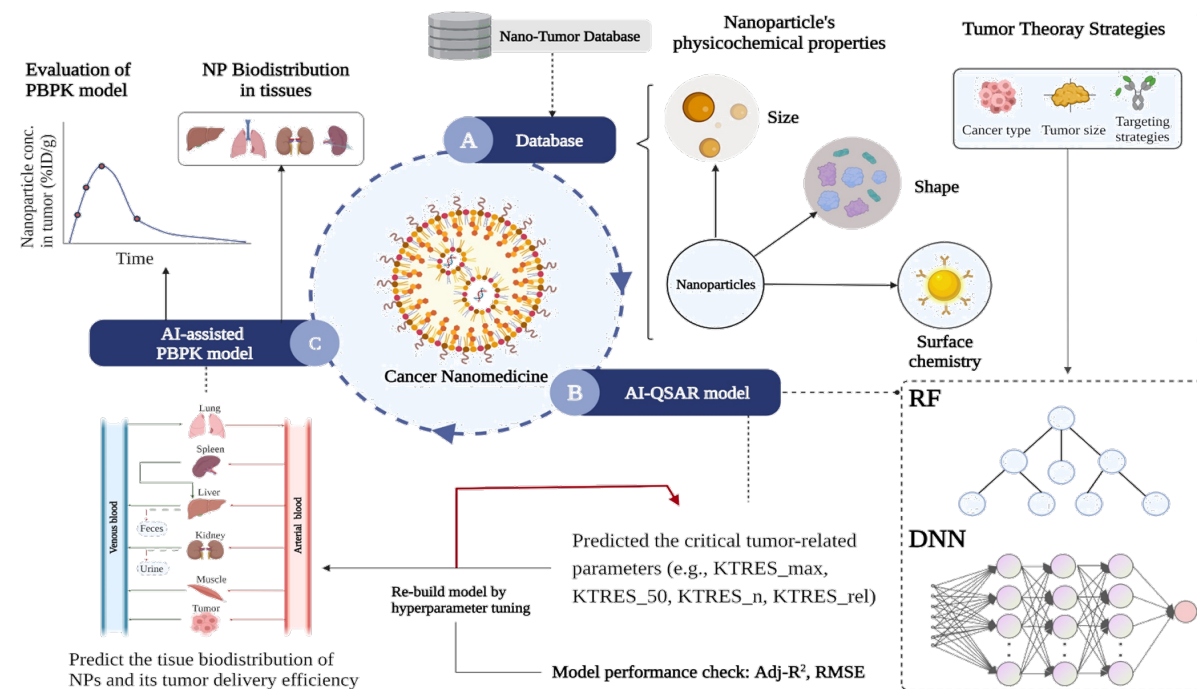 Nano-Tumor Database
Nanoparticle's
physicochemical properties
Tumor Theoray Strategies
Evaluation of
PBPK model
NP Biodistribution
in tissues
Nanoparticle conc.
in tumor (%ID/g)
Time
A
Database
Size
Shape
Nanoparticles
Surface
chemistry
Cancer type
Tumor size
Targeting
strategies
AI-assisted
PBPK model
C
Cancer Nanomedicine
B
AI-QSAR model
RF
DNN
Lung
Spleen
Liver
Feces
Kidney
Urine
Muscle
Tumor
Venous blood
Arterial blood
Predict the tissue biodistribution of
NPs and its tumor delivery efficiency
Re-build model by
hyperparameter tuning
Predicted the critical tumor-related
parameters (e.g., KTRES_max,
KTRES_50, KTRES_n, KTRES_rel)
Model performance check: Adj-R², RMSE